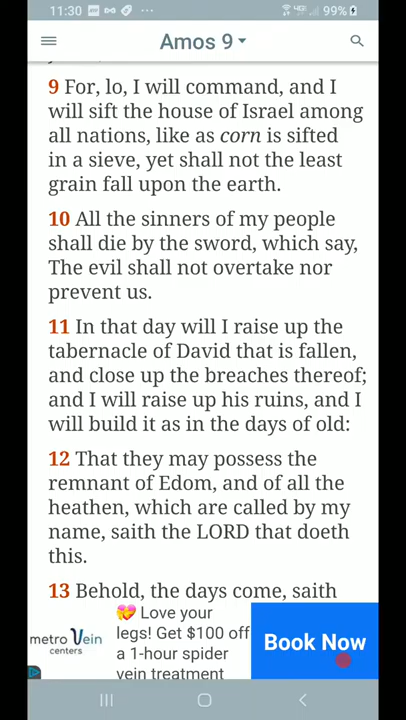 11:30 99%
Amos 9
9 For, lo, I will command, and I
will sift the house of Israel among
all nations, like as corn is sifted
in a sieve, yet shall not the least
grain fall upon the earth.
10 All the sinners of my people
shall die by the sword, which say,
The evil shall not overtake nor
prevent us.
11 In that day will I raise up the
tabernacle of David that is fallen,
and close up the breaches thereof;
and I will raise up his ruins, and I
will build it as in the days of old:
12 That they may possess the
remnant of Edom, and of all the
heathen, which are called by my
name, saith the LORD that doeth
this.
13 Behold, the days come, saith
metro Vein
centers
💝 Love your
legs! Get $100 off
a 1-hour spider
vein treatment
Book Now